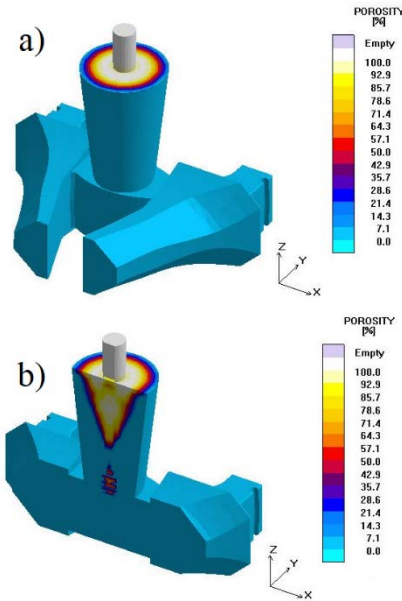 a)
POROSITY
[%]
Empty
100.0
92.9
85.7
78.6
71.4
64.3
57.1
50.0
42.9
35.7
28.6
21.4
14.3
7.1
0.0
Z
Y
X
b)
POROSITY
[%]
Empty
100.0
92.9
85.7
78.6
71.4
64.3
57.1
50.0
42.9
35.7
28.6
21.4
14.3
7.1
0.0
Z
Y
X